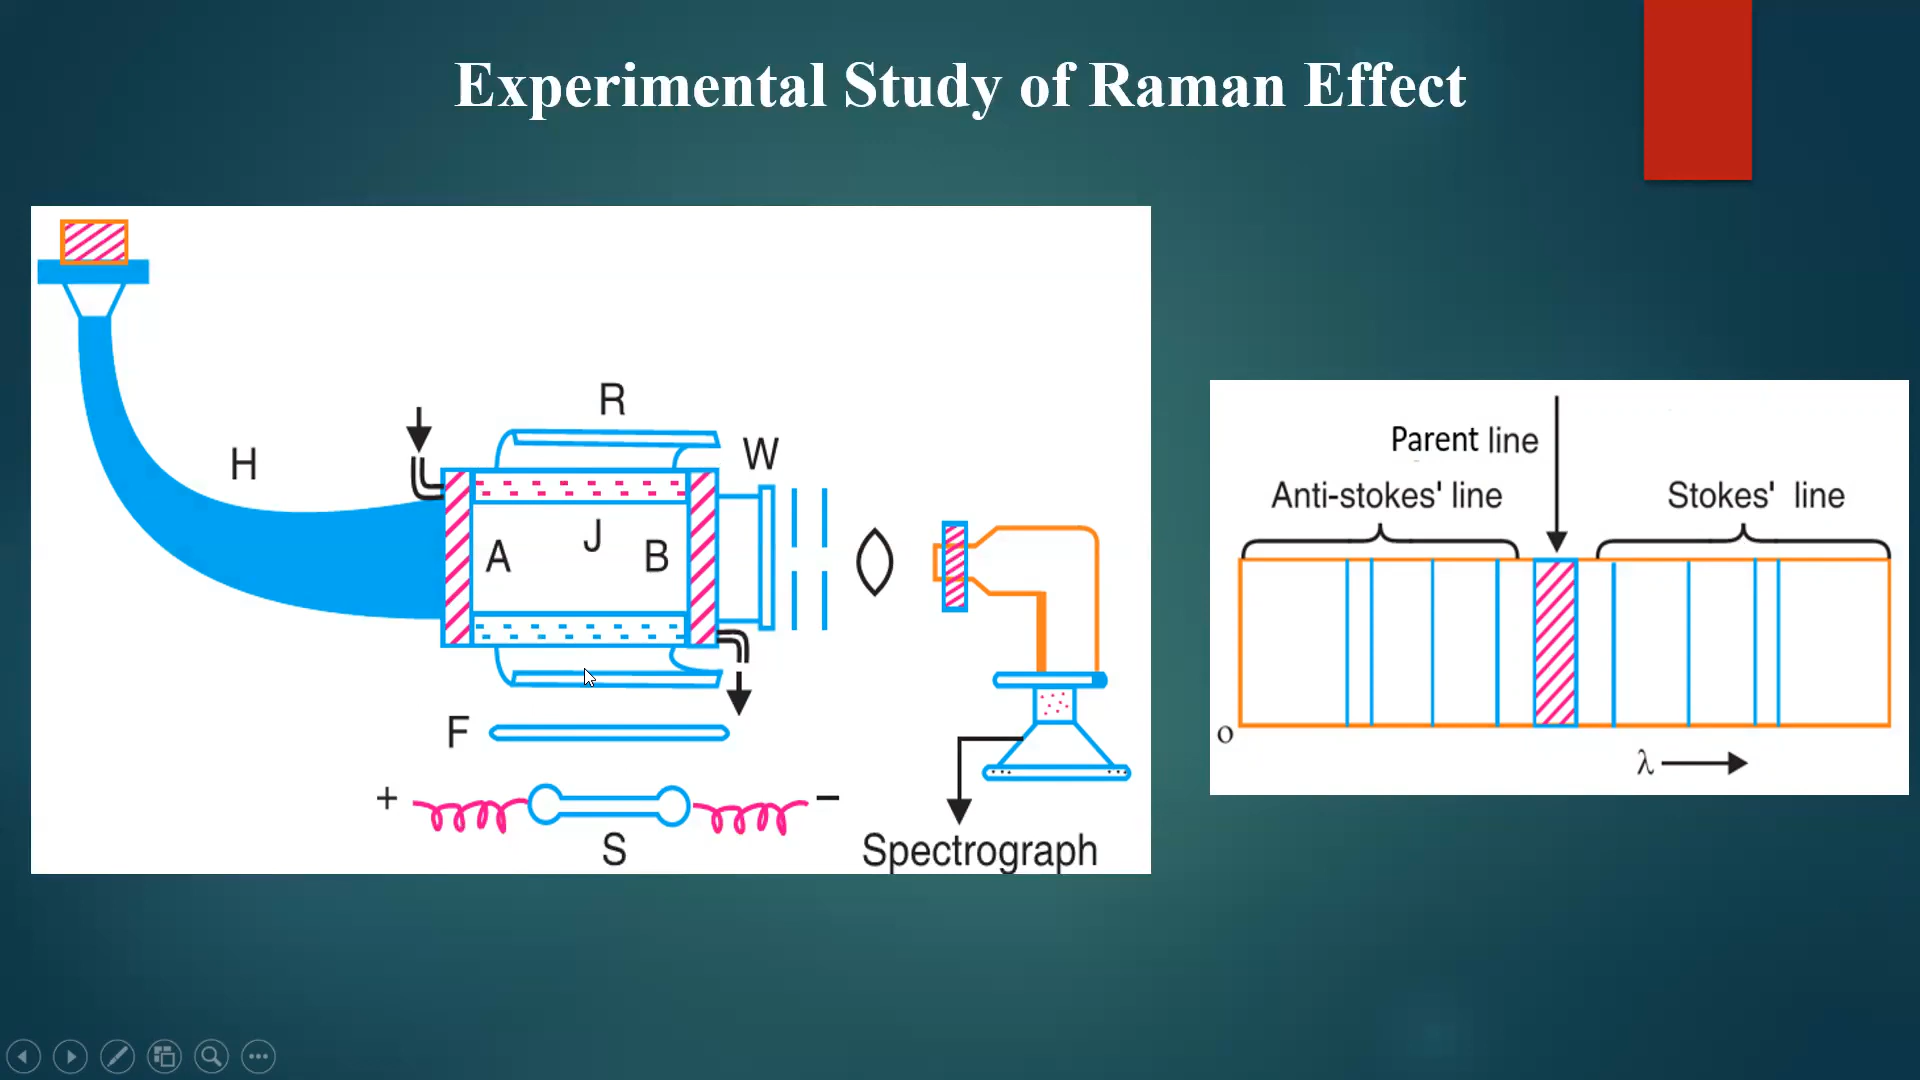 Experimental Study of Raman Effect
R
H
W
A
J
B
F
+
−
S
Spectrograph
Parent line
Anti-stokes' line
Stokes' line
o
λ